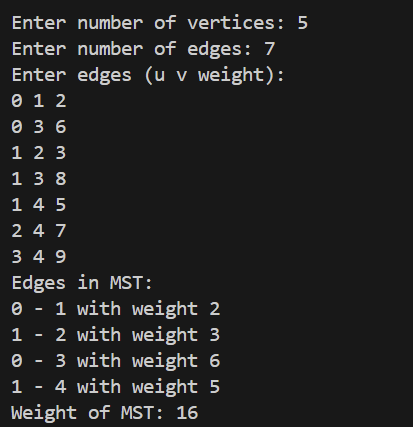 Enter number of vertices: 5
Enter number of edges: 7
Enter edges (u v weight):
0 1 2
0 3 6
1 2 3
1 3 8
1 4 5
2 4 7
3 4 9
Edges in MST:
0 - 1 with weight 2
1 - 2 with weight 3
0 - 3 with weight 6
1 - 4 with weight 5
Weight of MST: 16